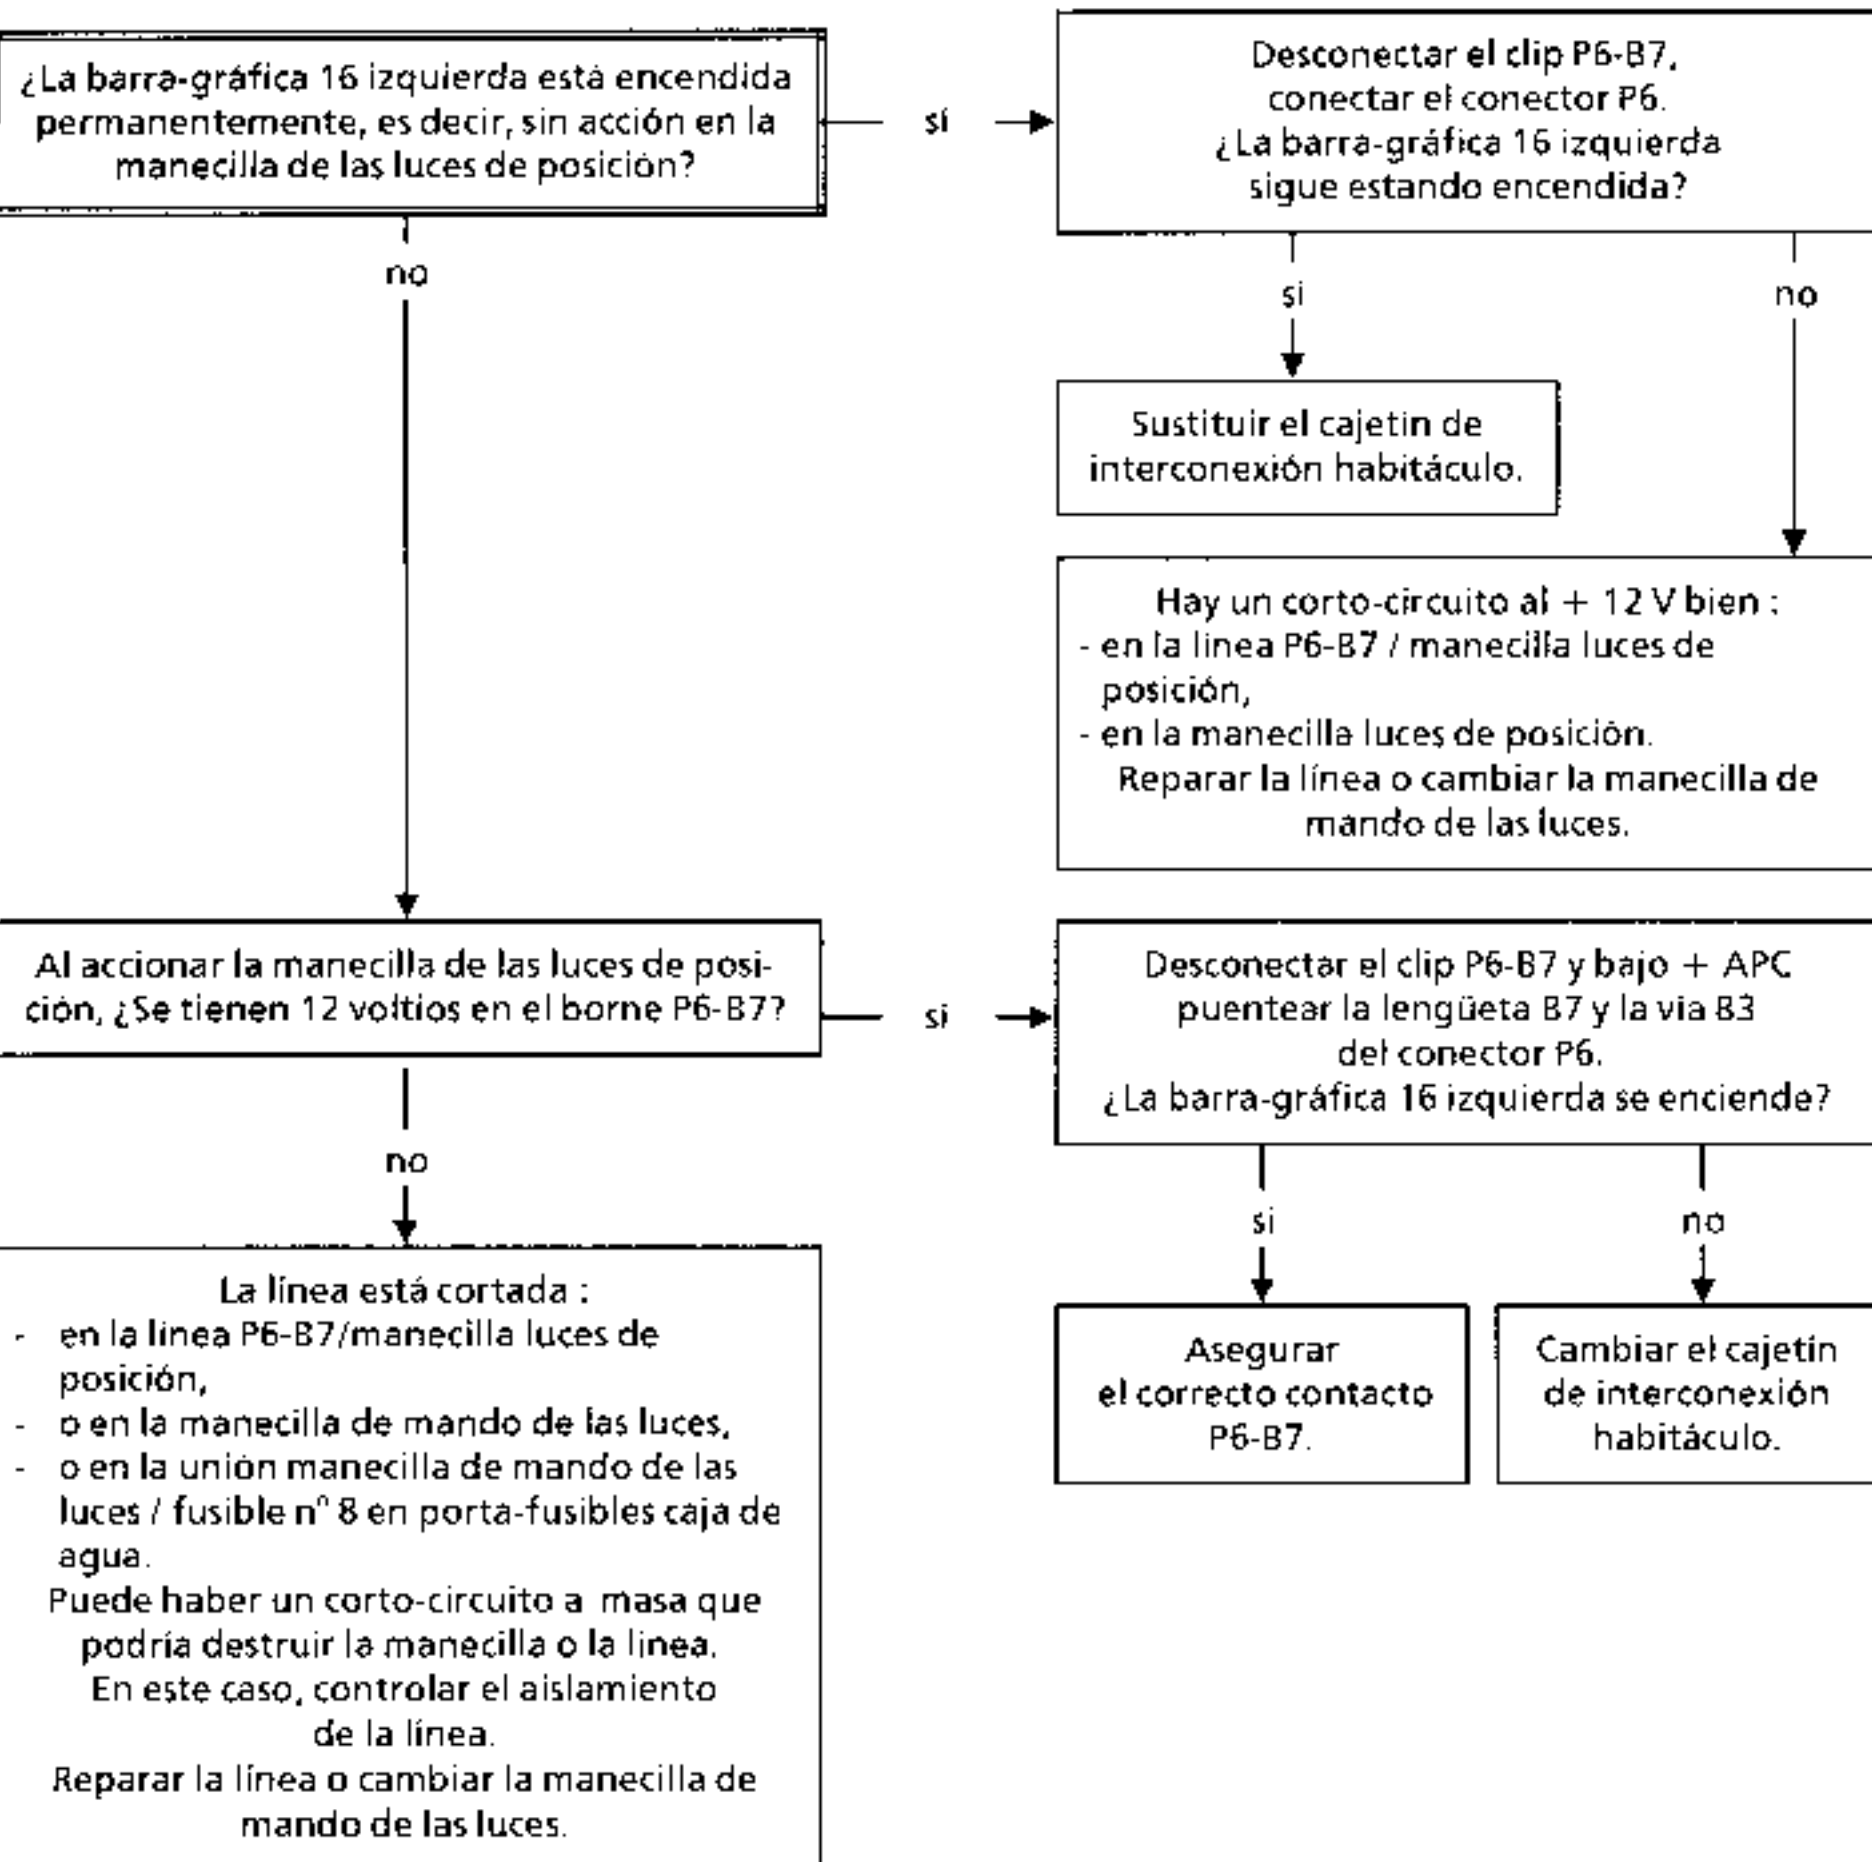 ¿La barra-gráfica 16 izquierda está encendida
permanentemente, es decir, sin acción en la
manecilla de las luces de posición?
sí
Desconectar el clip P6-B7,
conectar el conector P6.
¿La barra-gráfica 16 izquierda
sigue estando encendida?
no
si
no
Sustituir el cajetin de
interconexión habitáculo.
Hay un corto-circuito al + 12 V bien :
- en la linea P6-B7 / manecilla luces de
posición,
- en la manecilla luces de posición.
Reparar la línea o cambiar la manecilla de
mando de las luces.
Al accionar la manecilla de las luces de posi-
ción, ¿Se tienen 12 voltios en el borne P6-B7?
si
Desconectar el clip P6-B7 y bajo + APC
puentear la lengüeta B7 y la via B3
del conector P6.
¿La barra-gráfica 16 izquierda se enciende?
no
si
no
La línea está cortada :
- en la linea P6-B7/manecilla luces de
posición,
- o en la manecilla de mando de las luces,
- o en la unión manecilla de mando de las
luces / fusible nº 8 en porta-fusibles caja de
agua.
Puede haber un corto-circuito a masa que
podría destruir la manecilla o la linea.
En este caso, controlar el aislamiento
de la línea.
Reparar la línea o cambiar la manecilla de
mando de las luces.
Asegurar
el correcto contacto
P6-B7.
Cambiar el cajetín
de interconexión
habitáculo.